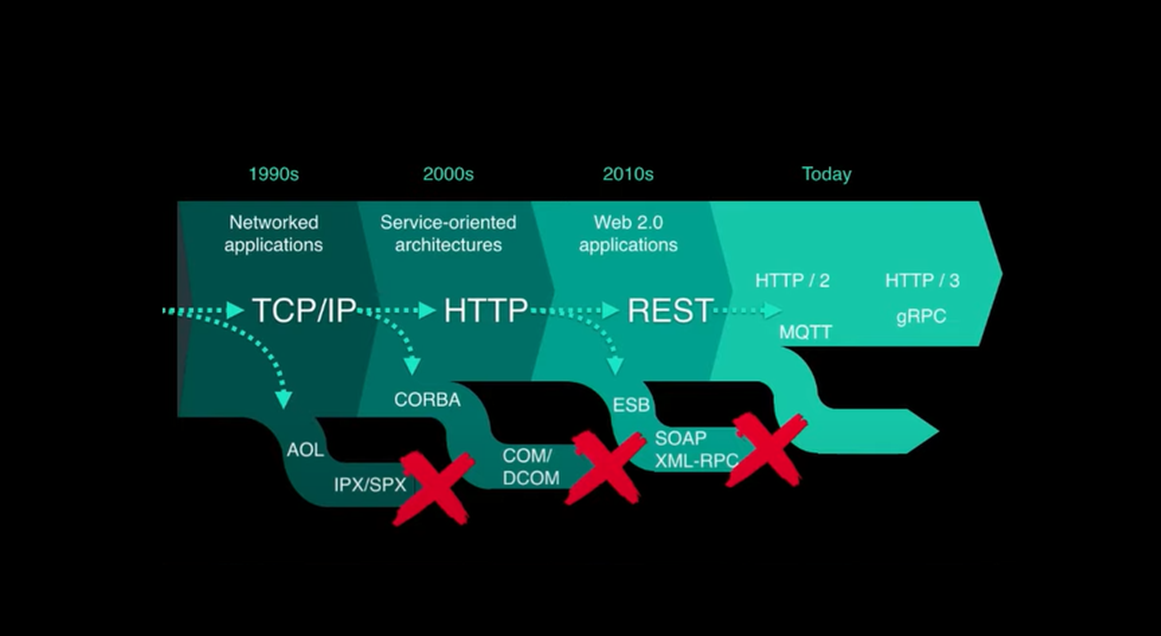 1990s
2000s
2010s
Today
Networked
applications
Service-oriented
architectures
Web 2.0
applications
HTTP / 2
HTTP / 3
TCP/IP
HTTP
REST
gRPC
MQTT
CORBA
ESB
AOL
SOAP
XML-RPC
COM/
DCOM
IPX/SPX